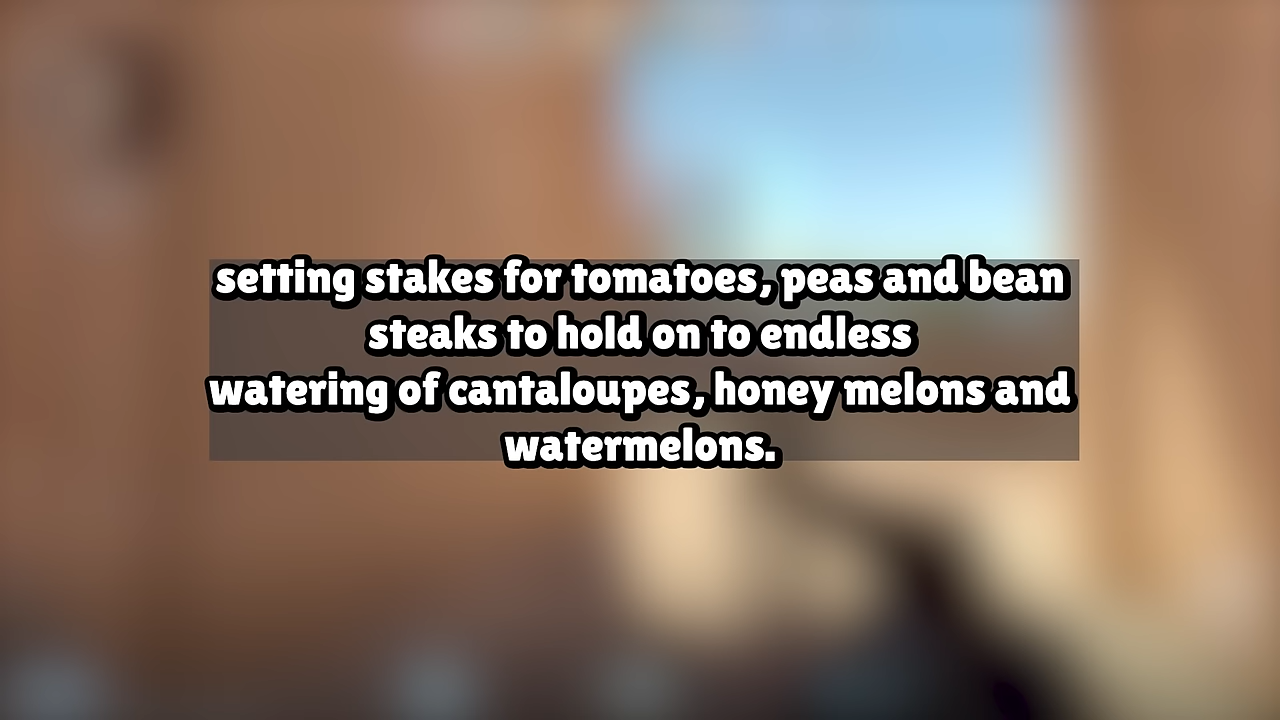 setting stakes for tomatoes, peas and bean
steaks to hold on to endless
watering of cantaloupes, honey melons and
watermelons.